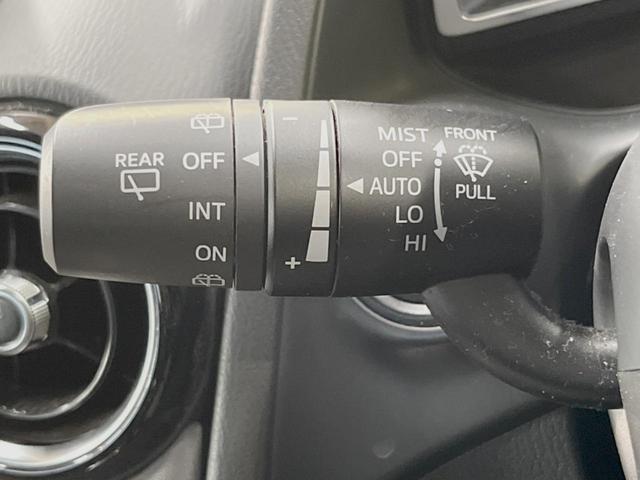 REAR
OFF
INT
ON
−
+
MIST
OFF
AUTO
LO
HI
FRONT
PULL